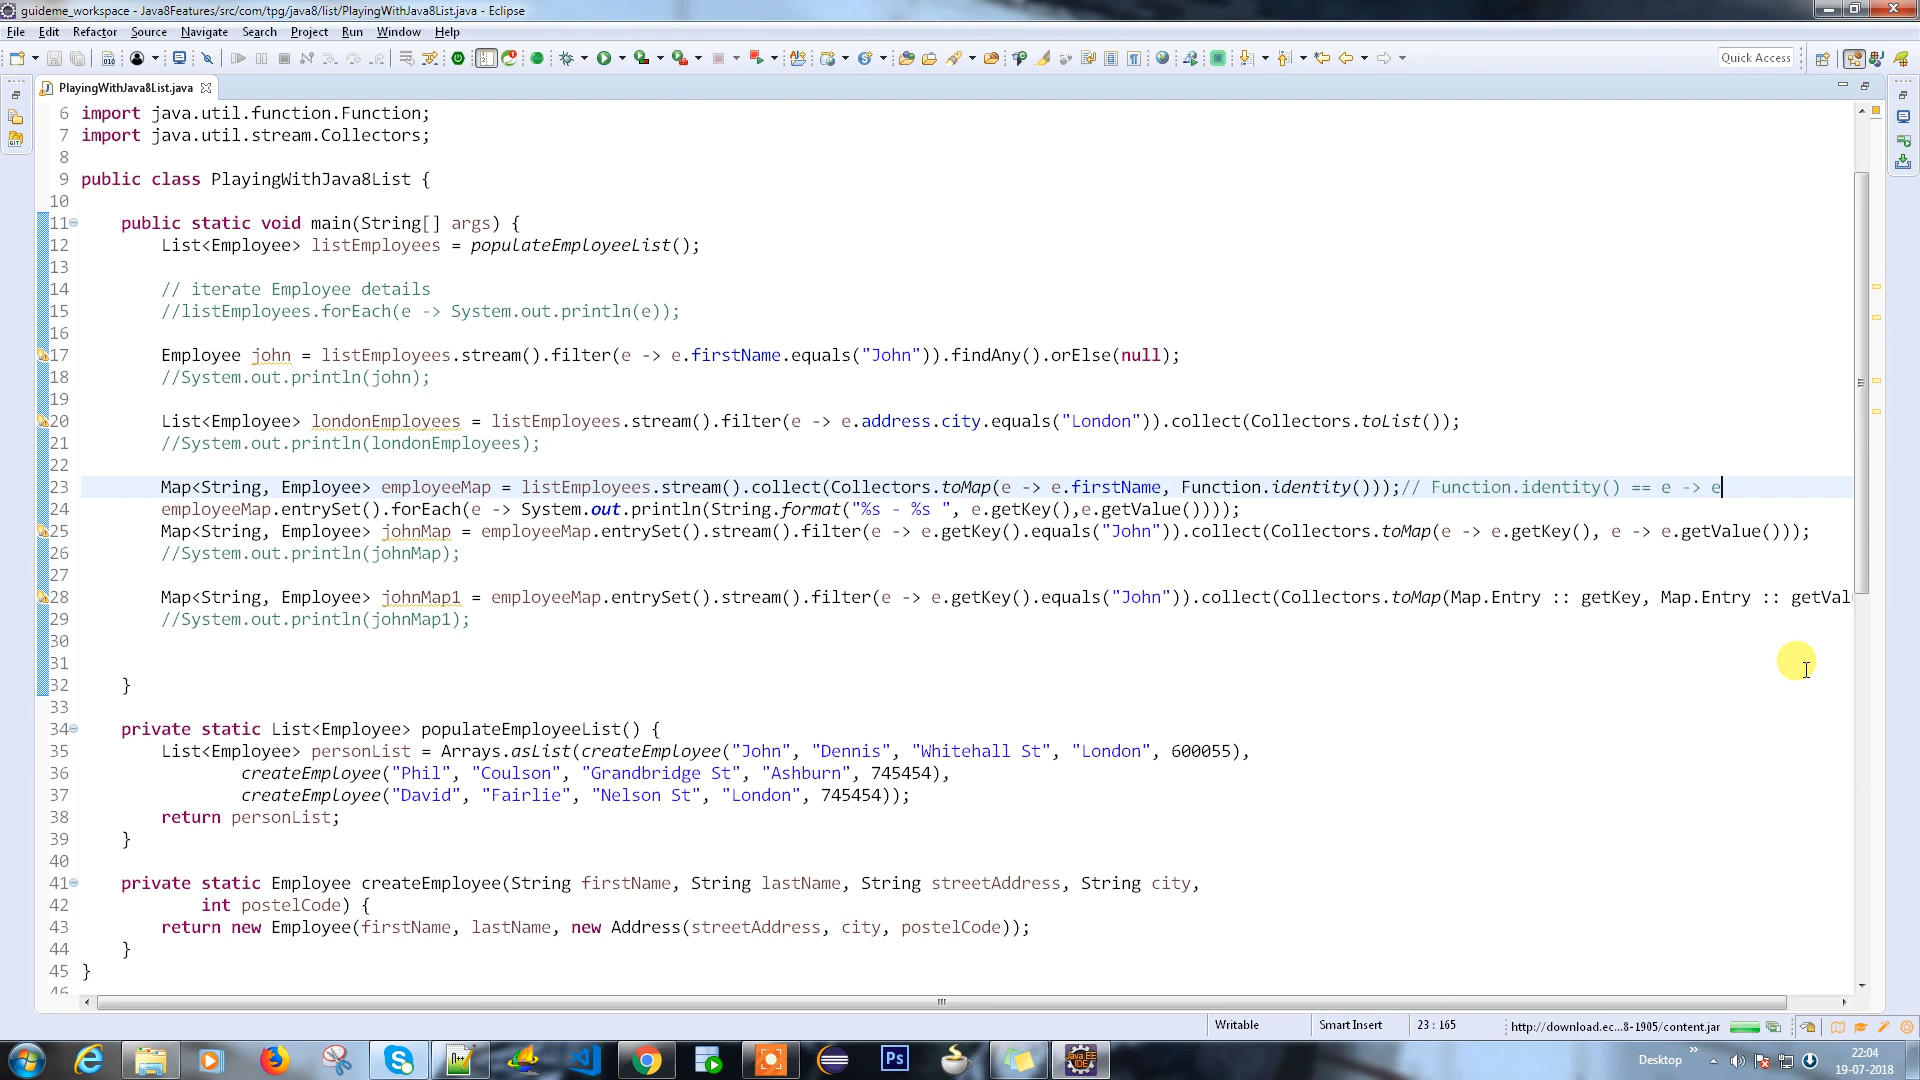 guideme_workspace - Java8Features/src/com/tpg/java8/list/PlayingWithJava8List.java - Eclipse
File Edit Refactor Source Navigate Search Project Run Window Help
Quick Access
PlayingWithJava8List.java
6 import java.util.function.Function;
7 import java.util.stream.Collectors;
8
9 public class PlayingWithJava8List {
10
11 public static void main(String[] args) {
12 List<Employee> listEmployees = populateEmployeeList();
13
14 // iterate Employee details
15 //listEmployees.forEach(e -> System.out.println(e));
16
17 Employee john = listEmployees.stream().filter(e -> e.firstName.equals("John")).findAny().orElse(null);
18 //System.out.println(john);
19
20 List<Employee> londonEmployees = listEmployees.stream().filter(e -> e.address.city.equals("London")).collect(Collectors.toList());
21 //System.out.println(londonEmployees);
22
23 Map<String, Employee> employeeMap = listEmployees.stream().collect(Collectors.toMap(e -> e.firstName, Function.identity()));// Function.identity() == e -> e
24 employeeMap.entrySet().forEach(e -> System.out.println(String.format("%s - %s ", e.getKey(),e.getValue())));
25 Map<String, Employee> johnMap = employeeMap.entrySet().stream().filter(e -> e.getKey().equals("John")).collect(Collectors.toMap(e -> e.getKey(), e -> e.getValue()));
26 //System.out.println(johnMap);
27
28 Map<String, Employee> johnMap1 = employeeMap.entrySet().stream().filter(e -> e.getKey().equals("John")).collect(Collectors.toMap(Map.Entry :: getKey, Map.Entry :: getVal
29 //System.out.println(johnMap1);
30
31
32 }
33
34 private static List<Employee> populateEmployeeList() {
35 List<Employee> personList = Arrays.asList(createEmployee("John", "Dennis", "Whitehall St", "London", 600055),
36 createEmployee("Phil", "Coulson", "Grandbridge St", "Ashburn", 745454),
37 createEmployee("David", "Fairlie", "Nelson St", "London", 745454));
38 return personList;
39 }
40
41 private static Employee createEmployee(String firstName, String lastName, String streetAddress, String city,
42 int postelCode) {
43 return new Employee(firstName, lastName, new Address(streetAddress, city, postelCode));
44 }
45 }
46
Writable Smart Insert 23 : 165 http://download.ec...8-1905/content.jar
Ps
Java EE
IDE
Desktop
22:04
19-07-2018